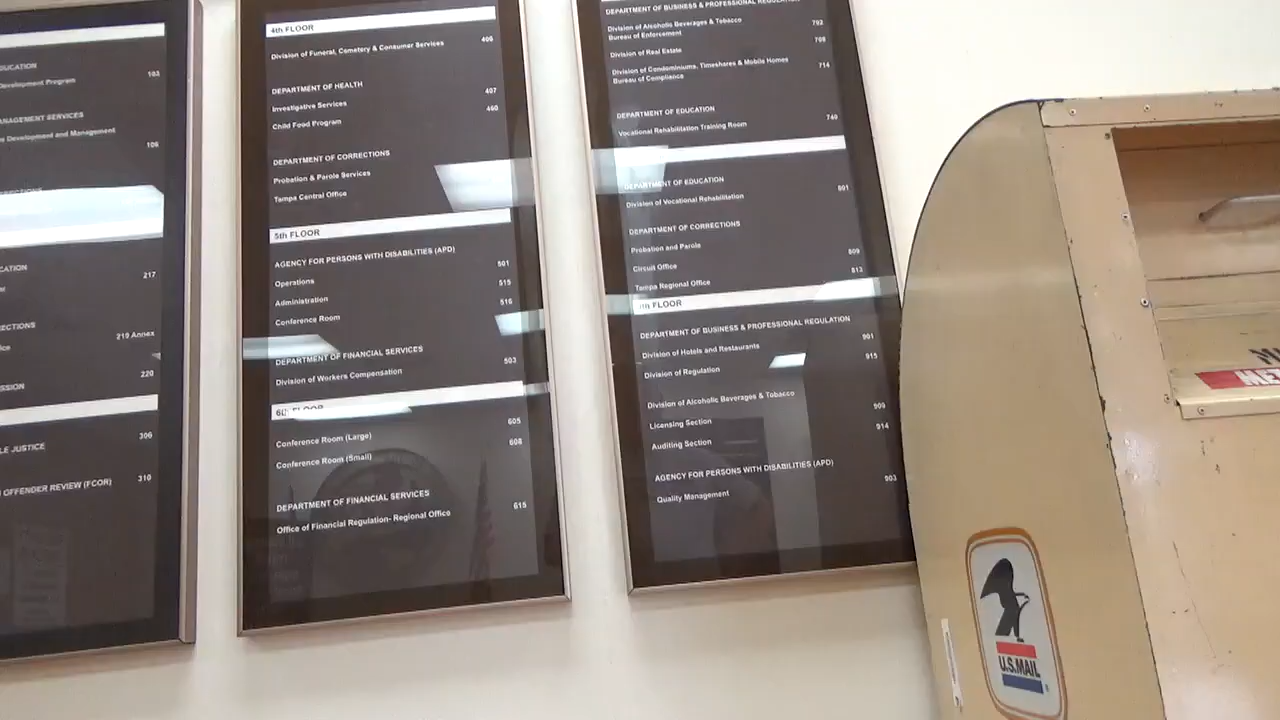 EDUCATION
Development Program 103
MANAGEMENT SERVICES
Development and Management 106
217
219 Annex
220
306
LE JUSTICE
OFFENDER REVIEW (FCOR) 310
4th FLOOR
Division of Funeral, Cemetery & Consumer Services 406
DEPARTMENT OF HEALTH
Investigative Services 407
Child Food Program 460
DEPARTMENT OF CORRECTIONS
Probation & Parole Services
Tampa Central Office
5th FLOOR
AGENCY FOR PERSONS WITH DISABILITIES (APD)
Operations 501
Administration 515
Conference Room 516
DEPARTMENT OF FINANCIAL SERVICES
Division of Workers Compensation 503
6th FLOOR
Conference Room (Large) 605
Conference Room (Small) 608
DEPARTMENT OF FINANCIAL SERVICES
Office of Financial Regulation- Regional Office 615
DEPARTMENT OF BUSINESS & PROFESSIONAL REGULATION
Division of Alcoholic Beverages & Tobacco 702
Bureau of Enforcement
Division of Real Estate 708
Division of Condominiums, Timeshares & Mobile Homes 714
Bureau of Compliance
DEPARTMENT OF EDUCATION
Vocational Rehabilitation Training Room 740
DEPARTMENT OF EDUCATION
Division of Vocational Rehabilitation 801
DEPARTMENT OF CORRECTIONS
Probation and Parole
Circuit Office 809
Tampa Regional Office 813
FLOOR
DEPARTMENT OF BUSINESS & PROFESSIONAL REGULATION
Division of Hotels and Restaurants 901
Division of Regulation 915
Division of Alcoholic Beverages & Tobacco
Licensing Section 909
Auditing Section 914
AGENCY FOR PERSONS WITH DISABILITIES (APD)
Quality Management 903
U.S.MAIL